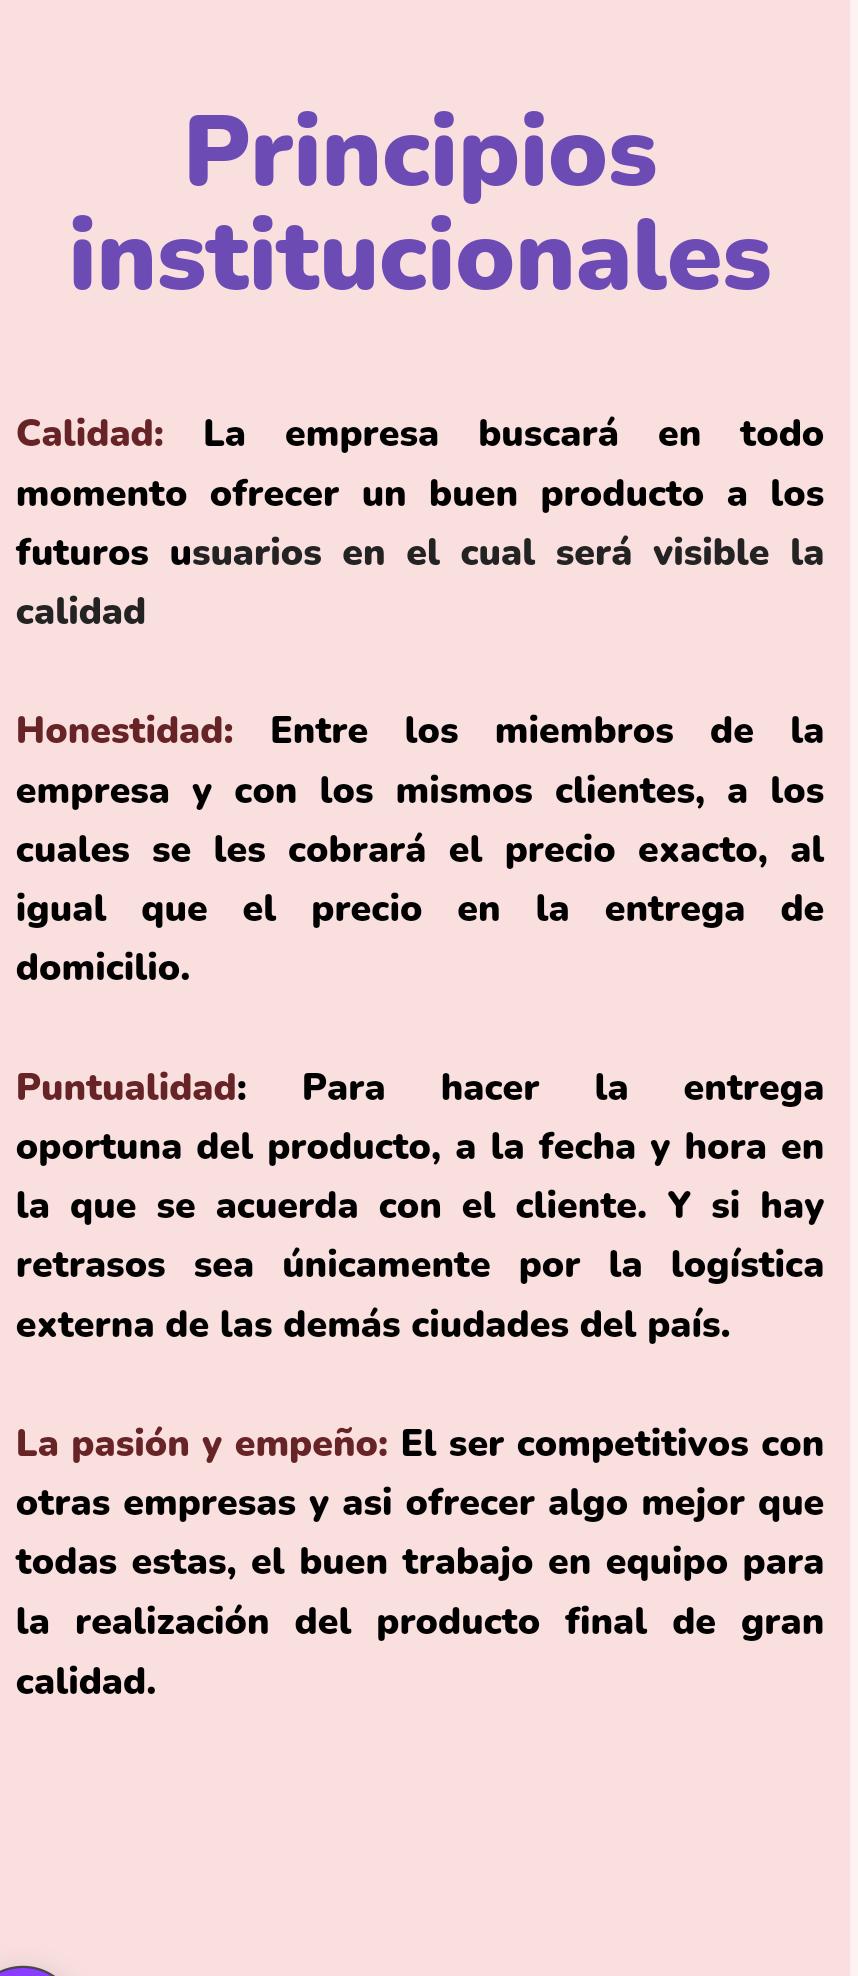 Principios
institucionales
Calidad: La empresa buscará en todo
momento ofrecer un buen producto a los
futuros usuarios en el cual será visible la
calidad
Honestidad: Entre los miembros de la
empresa y con los mismos clientes, a los
cuales se les cobrará el precio exacto, al
igual que el precio en la entrega de
domicilio.
Puntualidad: Para hacer la entrega
oportuna del producto, a la fecha y hora en
la que se acuerda con el cliente. Y si hay
retrasos sea únicamente por la logística
externa de las demás ciudades del país.
La pasión y empeño: El ser competitivos con
otras empresas y asi ofrecer algo mejor que
todas estas, el buen trabajo en equipo para
la realización del producto final de gran
calidad.